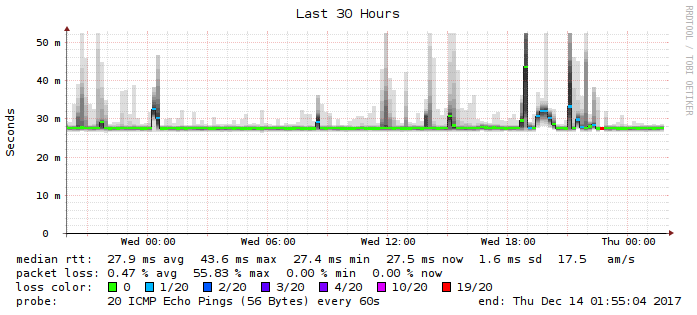 Last 30 Hours
RRDTOOL / TOBI OETIKER
Seconds
50 m
40 m
30 m
20 m
10 m
0
Wed 00:00 Wed 06:00 Wed 12:00 Wed 18:00 Thu 00:00
median rtt: 27.9 ms avg 43.6 ms max 27.4 ms min 27.5 ms now 1.6 ms sd 17.5 am/s
packet loss: 0.47 % avg 55.83 % max 0.00 % min 0.00 % now
loss color: 0 1/20 2/20 3/20 4/20 10/20 19/20
probe: 20 ICMP Echo Pings (56 Bytes) every 60s end: Thu Dec 14 01:55:04 2017